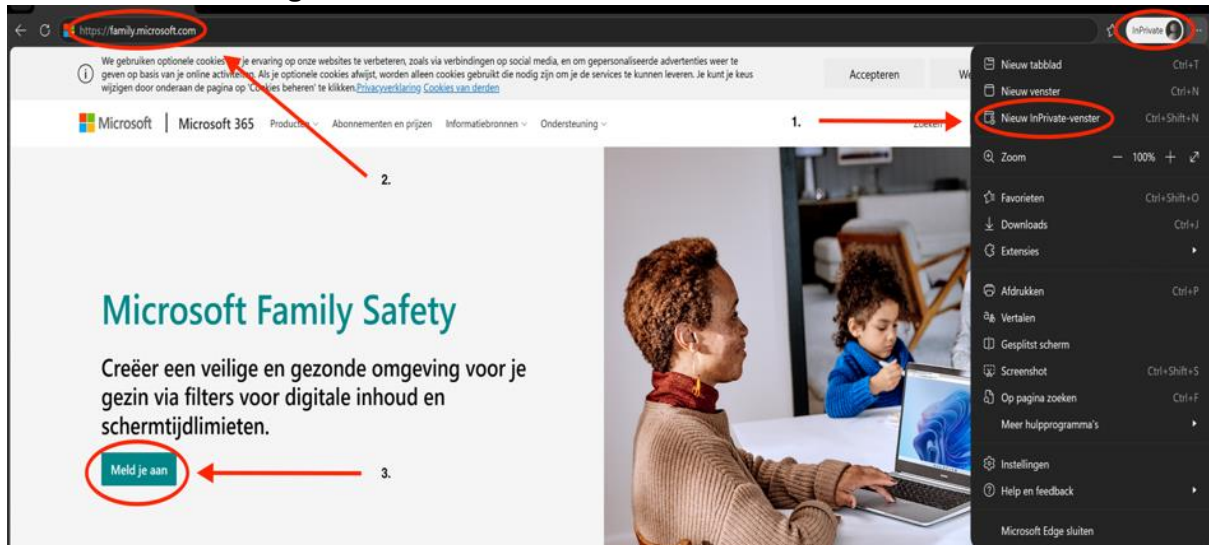 https://family.microsoft.com
InPrivate
We gebruiken optionele cookies je ervaring op onze websites te verbeteren, zoals via verbindingen op social media, en om gepersonaliseerde advertenties weer te
geven op basis van je online activiteiten. Als je optionele cookies afwijst, worden alleen cookies gebruikt die nodig zijn om je de services te kunnen leveren. Je kunt je keus
wijzigen door onderaan de pagina op 'Cookies beheren' te klikken. Privacyverklaring Cookies van derden
Accepteren
We
Microsoft
Microsoft 365
Producten
Abonnementen en prijzen
Informatiebronnen
Ondersteuning
1.
Zoeken
2.
Microsoft Family Safety
Creëer een veilige en gezonde omgeving voor je
gezin via filters voor digitale inhoud en
schermtijdlimieten.
Meld je aan
3.
Nieuw tabblad Ctrl+T
Nieuw venster Ctrl+N
Nieuw InPrivate-venster Ctrl+Shift+N
Zoom 100%
Favorieten Ctrl+Shift+O
Downloads Ctrl+J
Extensies
Afdrukken Ctrl+P
Vertalen
Gesplitst scherm
Screenshot Ctrl+Shift+S
Op pagina zoeken Ctrl+F
Meer hulpprogramma's
Instellingen
Help en feedback
Microsoft Edge sluiten